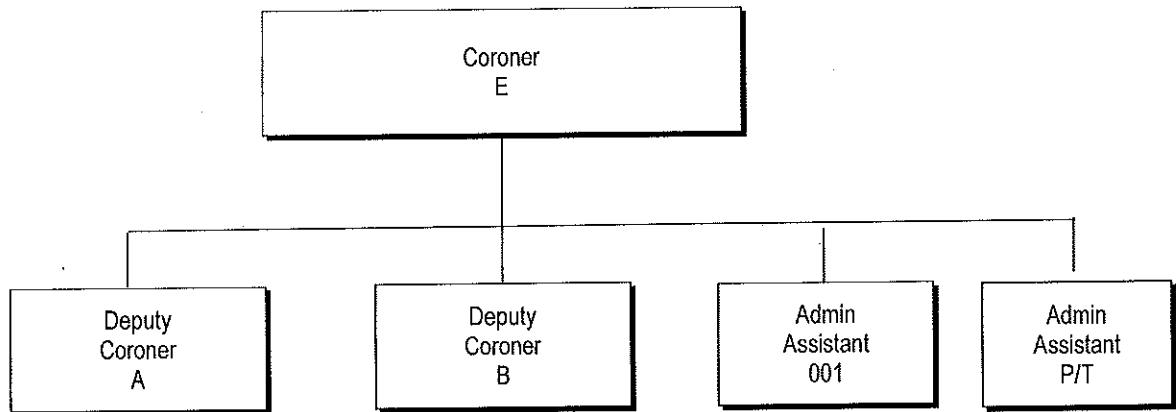 Coroner
E
Deputy
Coroner
A
Deputy
Coroner
B
Admin
Assistant
001
Admin
Assistant
P/T